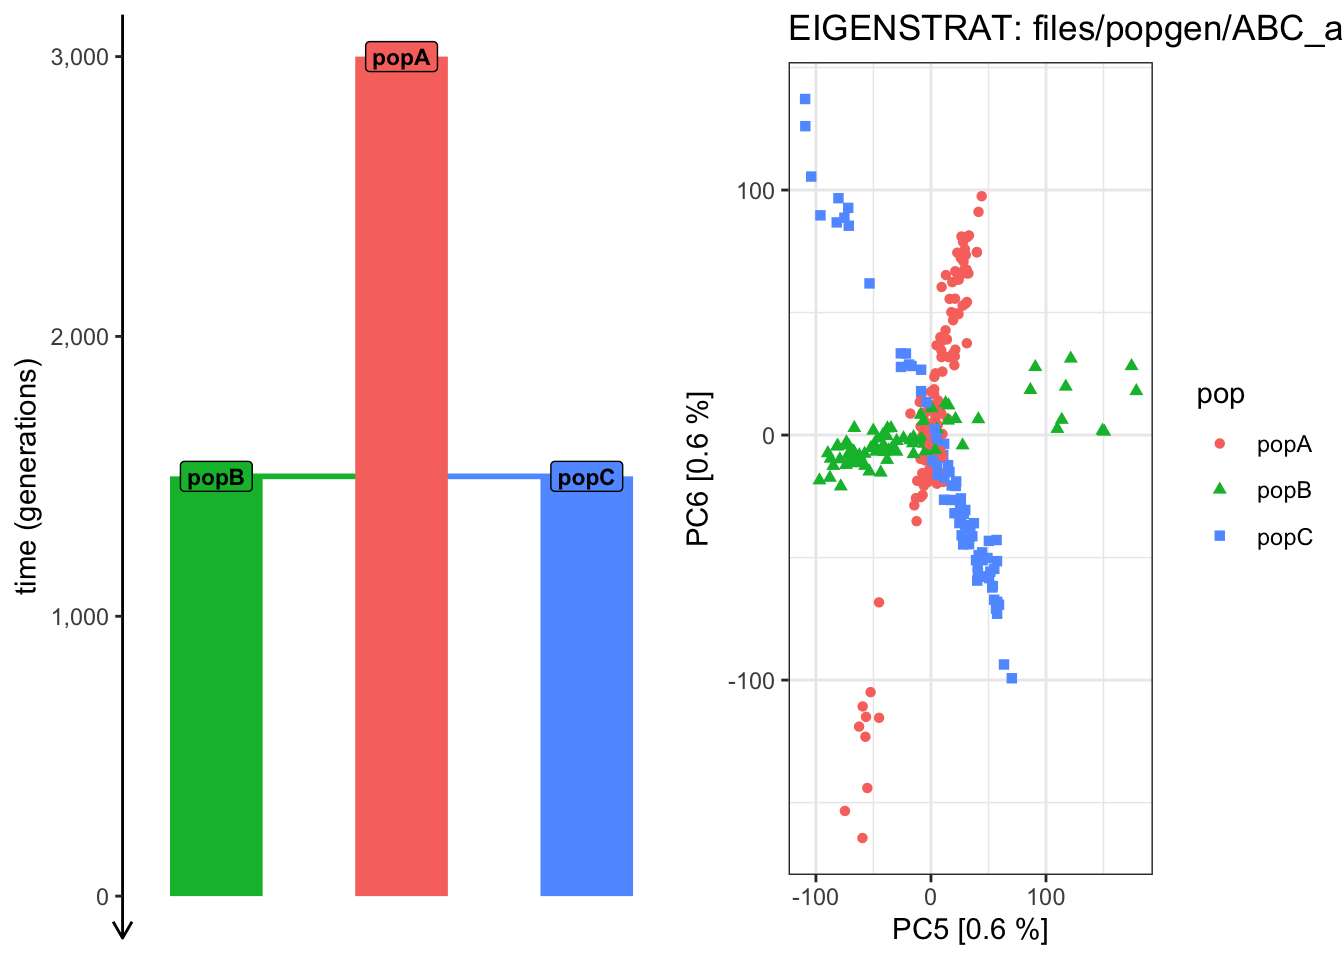 time (generations)
3,000
2,000
1,000
0
popA
popB
popC
EIGENSTRAT: files/popgen/ABC_a
PC6 [0.6 %]
100
0
-100
-100
0
100
PC5 [0.6 %]
pop
popA
popB
popC